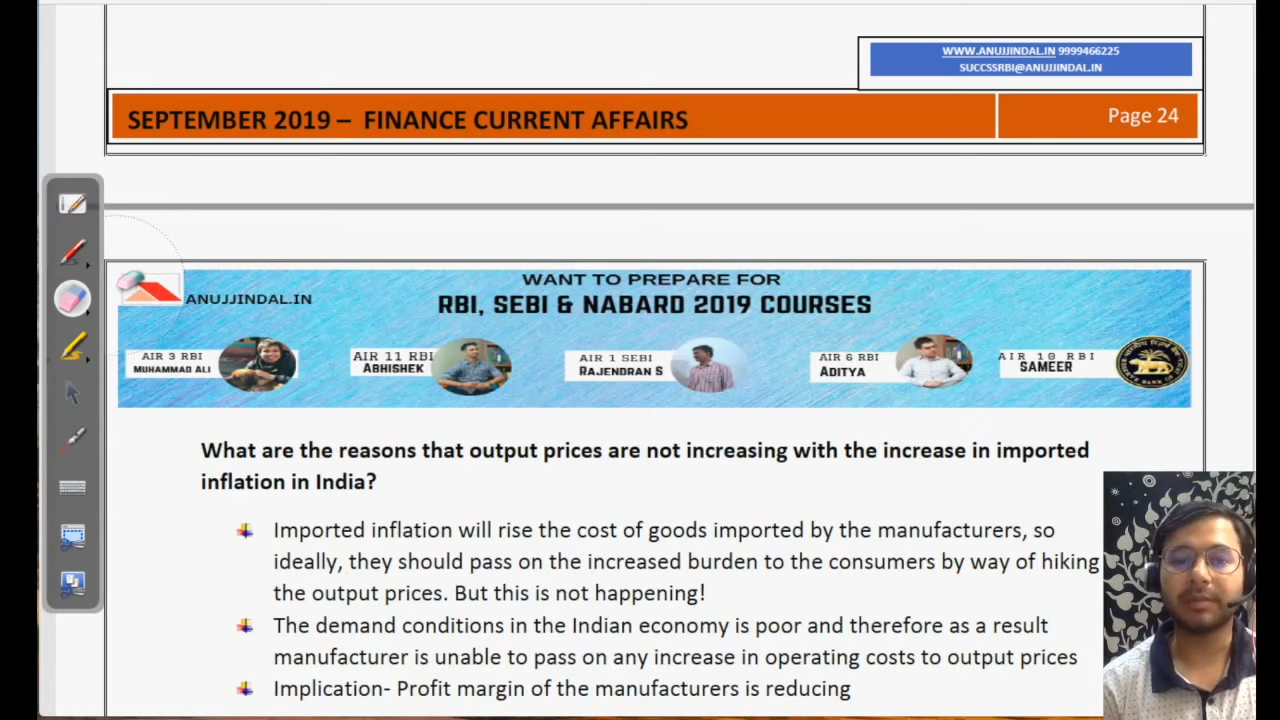 WWW.ANUJJINDAL.IN 9999466225
SUCCSSRBI@ANUJJINDAL.IN
SEPTEMBER 2019 – FINANCE CURRENT AFFAIRS
Page 24
WANT TO PREPARE FOR
RBI, SEBI & NABARD 2019 COURSES
ANUJJINDAL.IN
AIR 3 RBI
MUHAMMAD ALI
AIR 11 RBI
ABHISHEK
AIR 1 SEBI
RAJENDRAN S
AIR 6 RBI
ADITYA
AIR 10 RBI
SAMEER
What are the reasons that output prices are not increasing with the increase in imported
inflation in India?
Imported inflation will rise the cost of goods imported by the manufacturers, so
ideally, they should pass on the increased burden to the consumers by way of hiking
the output prices. But this is not happening!
The demand conditions in the Indian economy is poor and therefore as a result
manufacturer is unable to pass on any increase in operating costs to output prices
Implication- Profit margin of the manufacturers is reducing